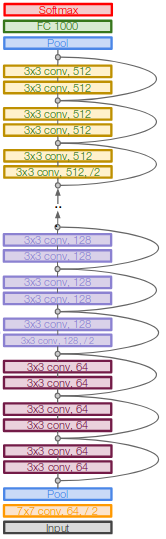 Softmax
FC 1000
Pool
3x3 conv, 512
3x3 conv, 512
3x3 conv, 512
3x3 conv, 512
3x3 conv, 512
3x3 conv, 512, /2
..
3x3 conv, 128
3x3 conv, 128
3x3 conv, 128
3x3 conv, 128
3x3 conv, 128
3x3 conv, 128, / 2
3x3 conv, 64
3x3 conv, 64
3x3 conv, 64
3x3 conv, 64
3x3 conv, 64
3x3 conv, 64
Pool
7x7 conv, 64, / 2
Input